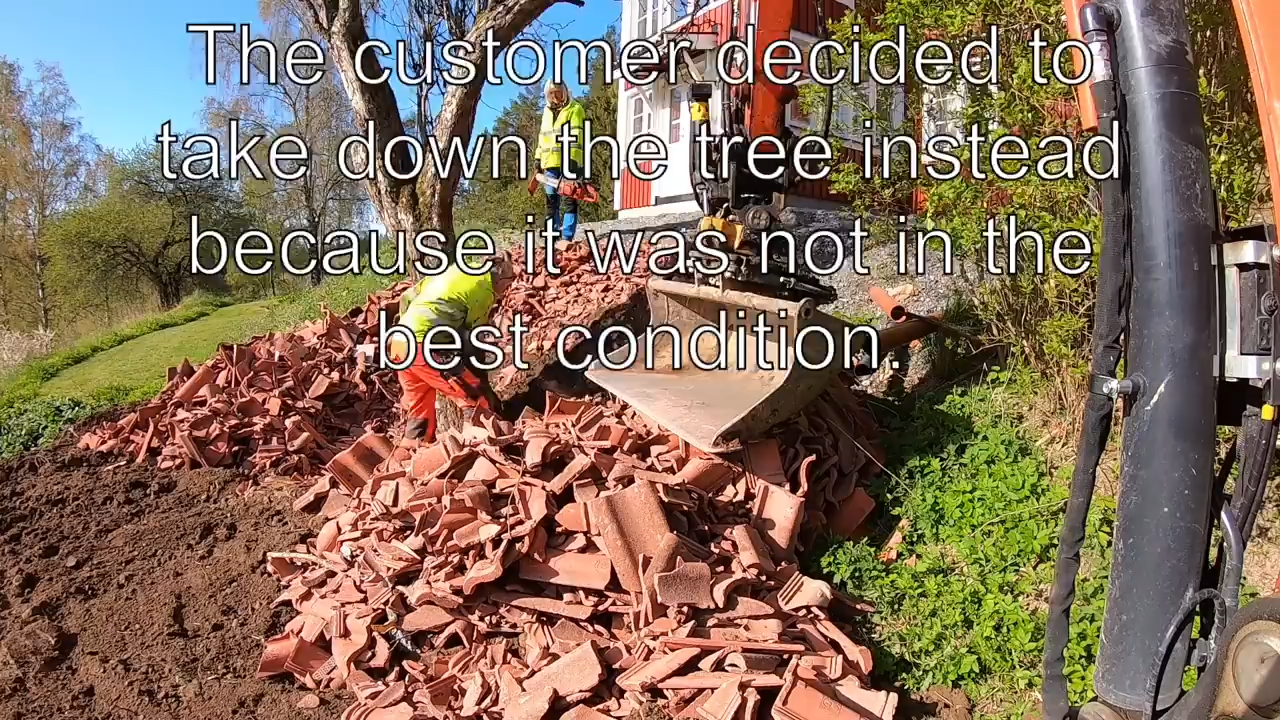 The customer decided to
take down the tree instead
because it was not in the
best condition.